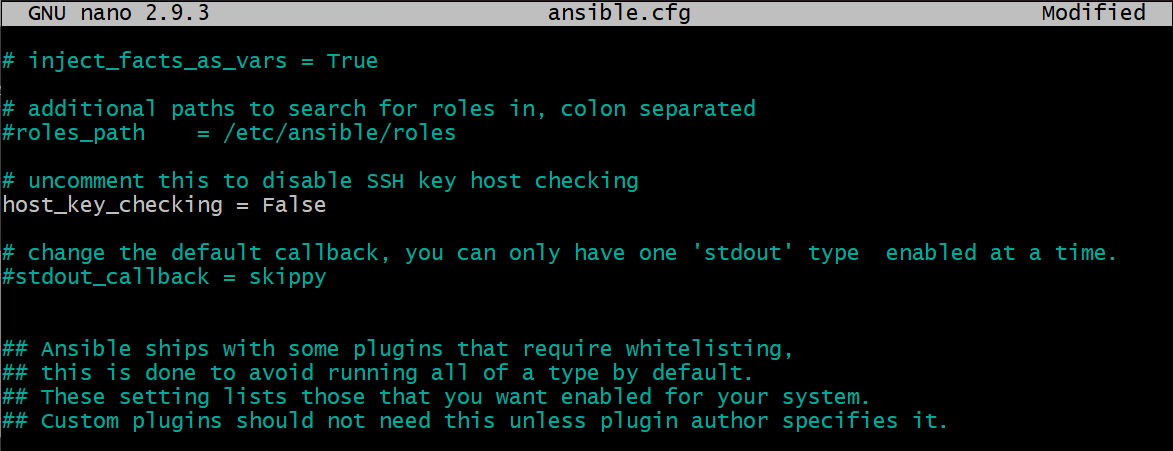 GNU nano 2.9.3 ansible.cfg Modified
# inject_facts_as_vars = True
# additional paths to search for roles in, colon separated
#roles_path    = /etc/ansible/roles
# uncomment this to disable SSH key host checking
host_key_checking = False
# change the default callback, you can only have one 'stdout' type  enabled at a time.
#stdout_callback = skippy
## Ansible ships with some plugins that require whitelisting,
## this is done to avoid running all of a type by default.
## These setting lists those that you want enabled for your system.
## Custom plugins should not need this unless plugin author specifies it.